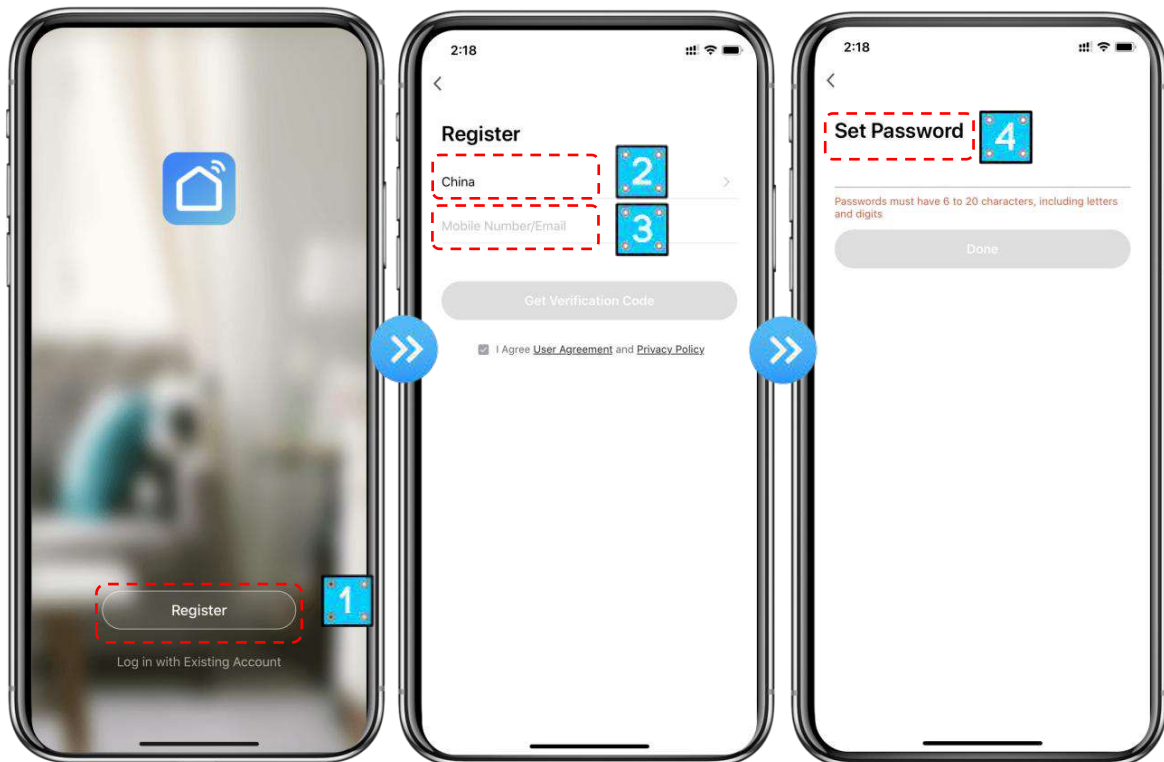 Register
1
Log in with Existing Account
2:18
Register
China
2
Mobile Number/Email
3
Get Verification Code
I Agree User Agreement and Privacy Policy
2:18
Set Password
4
Passwords must have 6 to 20 characters, including letters
and digits
Done